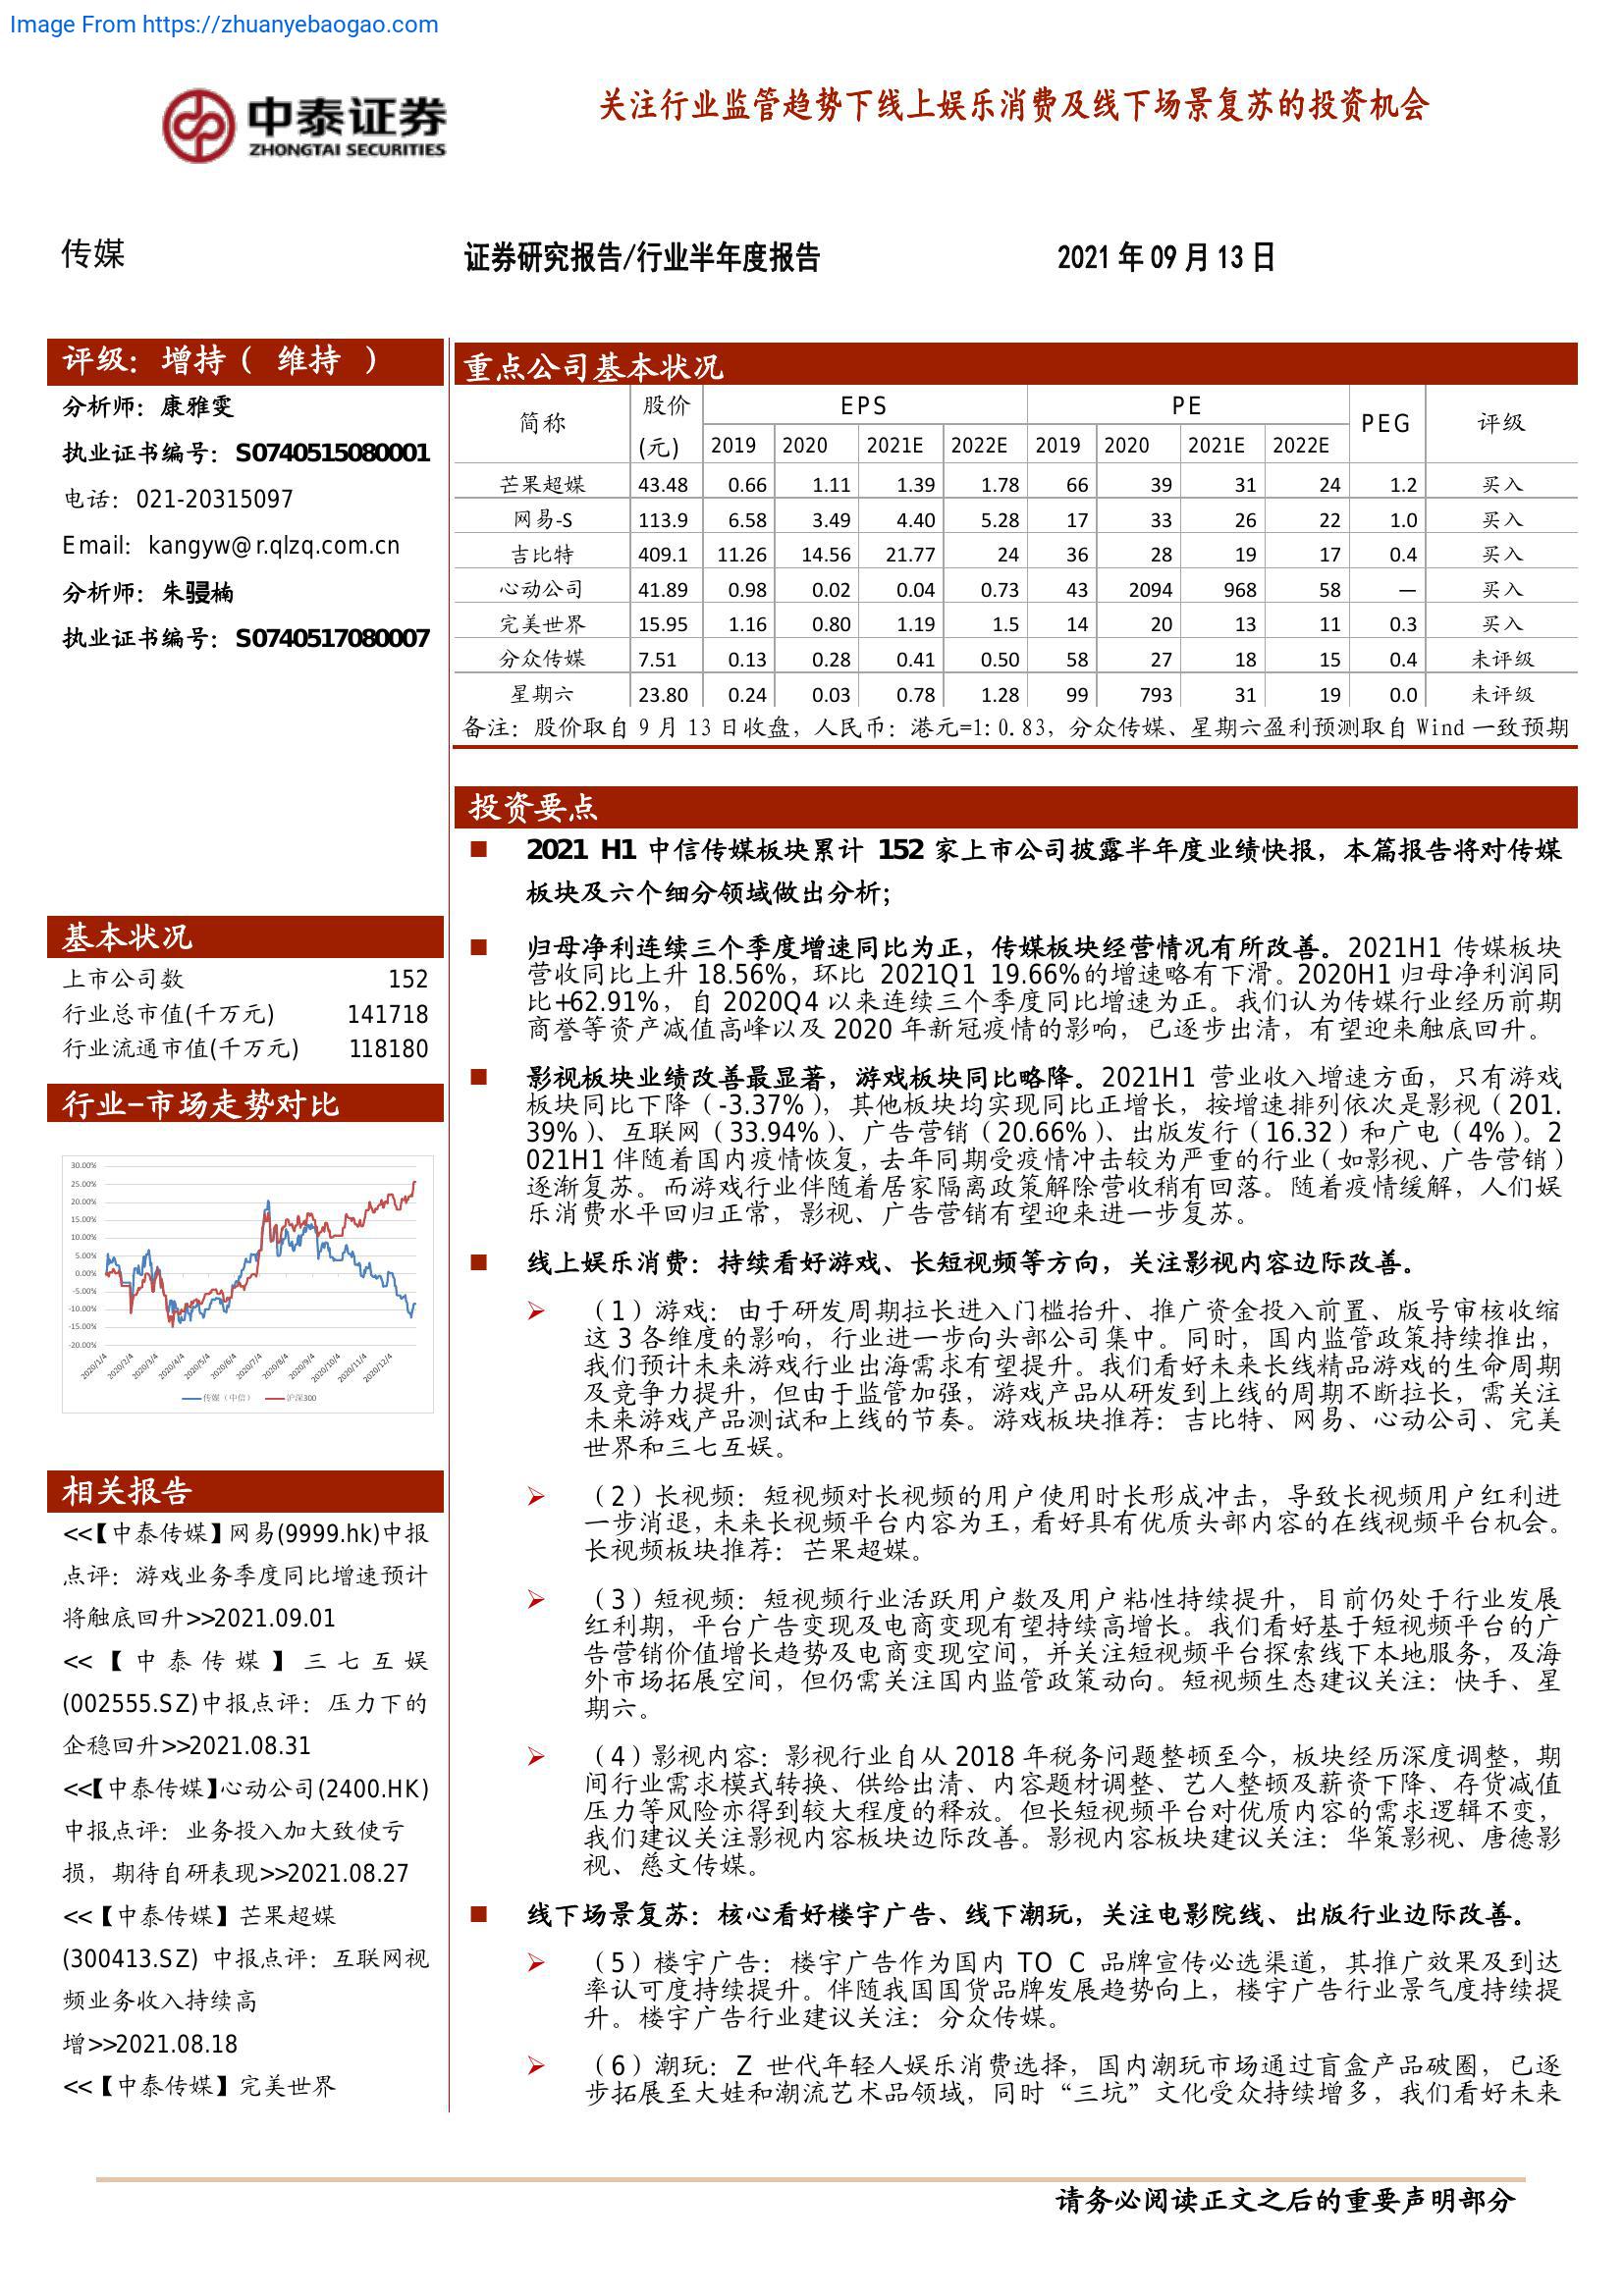 Image From https://zhuanyebaogao.com
中泰证券
ZHONGTAI SECURITIES
关注行业监管趋势下线上娱乐消费及线下场景复苏的投资机会
传媒
证券研究报告/行业半年度报告
2021 年 09 月 13 日
评级：增持（ 维持 ）
分析师：康雅雯
执业证书编号：S0740515080001
电话：021-20315097
Email：kangyw@r.qlzq.com.cn
分析师：朱骎楠
执业证书编号：S0740517080007
基本状况
上市公司数 152
行业总市值(千万元) 141718
行业流通市值(千万元) 118180
行业-市场走势对比
30.00%
25.00%
20.00%
15.00%
10.00%
5.00%
0.00%
-5.00%
-10.00%
-15.00%
-20.00%
2020/1/4 2020/2/4 2020/3/4 2020/4/4 2020/5/4 2020/6/4 2020/7/4 2020/8/4 2020/9/4 2020/10/4 2020/11/4 2020/12/4
传媒（中信） 沪深300
相关报告
<<【中泰传媒】网易(9999.hk)中报
点评：游戏业务季度同比增速预计
将触底回升>>2021.09.01
<<【中泰传媒】三七互娱
(002555.SZ)中报点评：压力下的
企稳回升>>2021.08.31
<<【中泰传媒】心动公司(2400.HK)
中报点评：业务投入加大致使亏
损，期待自研表现>>2021.08.27
<<【中泰传媒】芒果超媒
(300413.SZ) 中报点评：互联网视
频业务收入持续高
增>>2021.08.18
<<【中泰传媒】完美世界
重点公司基本状况
简称 股价(元) EPS PE PEG 评级
2019 2020 2021E 2022E 2019 2020 2021E 2022E
芒果超媒 43.48 0.66 1.11 1.39 1.78 66 39 31 24 1.2 买入
网易-S 113.9 6.58 3.49 4.40 5.28 17 33 26 22 1.0 买入
吉比特 409.1 11.26 14.56 21.77 24 36 28 19 17 0.4 买入
心动公司 41.89 0.98 0.02 0.04 0.73 43 2094 968 58 — 买入
完美世界 15.95 1.16 0.80 1.19 1.5 14 20 13 11 0.3 买入
分众传媒 7.51 0.13 0.28 0.41 0.50 58 27 18 15 0.4 未评级
星期六 23.80 0.24 0.03 0.78 1.28 99 793 31 19 0.0 未评级
备注：股价取自 9 月 13 日收盘，人民币：港元=1:0.83，分众传媒、星期六盈利预测取自 Wind 一致预期
投资要点
■ 2021 H1 中信传媒板块累计 152 家上市公司披露半年度业绩快报，本篇报告将对传媒
板块及六个细分领域做出分析；
■ 归母净利连续三个季度增速同比为正，传媒板块经营情况有所改善。2021H1 传媒板块
营收同比上升 18.56%，环比 2021Q1 19.66%的增速略有下滑。2020H1 归母净利润同
比+62.91%，自 2020Q4 以来连续三个季度同比增速为正。我们认为传媒行业经历前期
商誉等资产减值高峰以及 2020 年新冠疫情的影响，已逐步出清，有望迎来触底回升。
■ 影视板块业绩改善最显著，游戏板块同比略降。2021H1 营业收入增速方面，只有游戏
板块同比下降（-3.37%），其他板块均实现同比正增长，按增速排列依次是影视（201.
39%）、互联网（33.94%）、广告营销（20.66%）、出版发行（16.32）和广电（4%）。2
021H1 伴随着国内疫情恢复，去年同期受疫情冲击较为严重的行业（如影视、广告营销）
逐渐复苏。而游戏行业伴随着居家隔离政策解除营收稍有回落。随着疫情缓解，人们娱
乐消费水平回归正常，影视、广告营销有望迎来进一步复苏。
■ 线上娱乐消费：持续看好游戏、长短视频等方向，关注影视内容边际改善。
➢ （1）游戏：由于研发周期拉长进入门槛抬升、推广资金投入前置、版号审核收缩
这 3 各维度的影响，行业进一步向头部公司集中。同时，国内监管政策持续推出，
我们预计未来游戏行业出海需求有望提升。我们看好未来长线精品游戏的生命周期
及竞争力提升，但由于监管加强，游戏产品从研发到上线的周期不断拉长，需关注
未来游戏产品测试和上线的节奏。游戏板块推荐：吉比特、网易、心动公司、完美
世界和三七互娱。
➢ （2）长视频：短视频对长视频的用户使用时长形成冲击，导致长视频用户红利进
一步消退，未来长视频平台内容为王，看好具有优质头部内容的在线视频平台机会。
长视频板块推荐：芒果超媒。
➢ （3）短视频：短视频行业活跃用户数及用户粘性持续提升，目前仍处于行业发展
红利期，平台广告变现及电商变现有望持续高增长。我们看好基于短视频平台的广
告营销价值增长趋势及电商变现空间，并关注短视频平台探索线下本地服务，及海
外市场拓展空间，但仍需关注国内监管政策动向。短视频生态建议关注：快手、星
期六。
➢ （4）影视内容：影视行业自从 2018 年税务问题整顿至今，板块经历深度调整，期
间行业需求模式转换、供给出清、内容题材调整、艺人整顿及薪资下降、存货减值
压力等风险亦得到较大程度的释放。但长短视频平台对优质内容的需求逻辑不变，
我们建议关注影视内容板块边际改善。影视内容板块建议关注：华策影视、唐德影
视、慈文传媒。
■ 线下场景复苏：核心看好楼宇广告、线下潮玩，关注电影院线、出版行业边际改善。
➢ （5）楼宇广告：楼宇广告作为国内 TO C 品牌宣传必选渠道，其推广效果及到达
率认可度持续提升。伴随我国国货品牌发展趋势向上，楼宇广告行业景气度持续提
升。楼宇广告行业建议关注：分众传媒。
➢ （6）潮玩：Z 世代年轻人娱乐消费选择，国内潮玩市场通过盲盒产品破圈，已逐
步拓展至大娃和潮流艺术品领域，同时“三坑”文化受众持续增多，我们看好未来
请务必阅读正文之后的重要声明部分